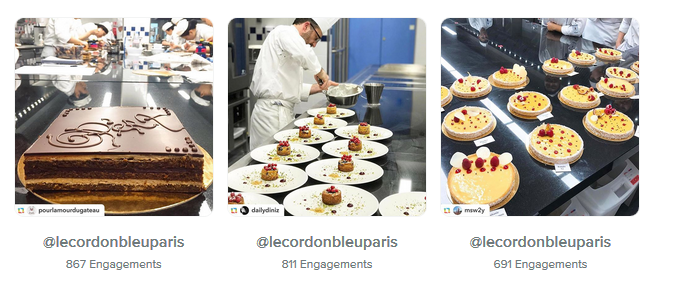 pourlamourdugateau
dailydiniz
msw2y
@lecordonbleuparis
@lecordonbleuparis
@lecordonbleuparis
867 Engagements
811 Engagements
691 Engagements